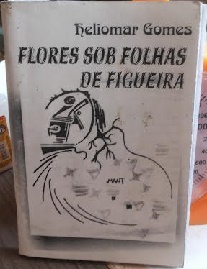 Heliomar Gomes
FLORES SOB FOLHAS
DE FIGUEIRA